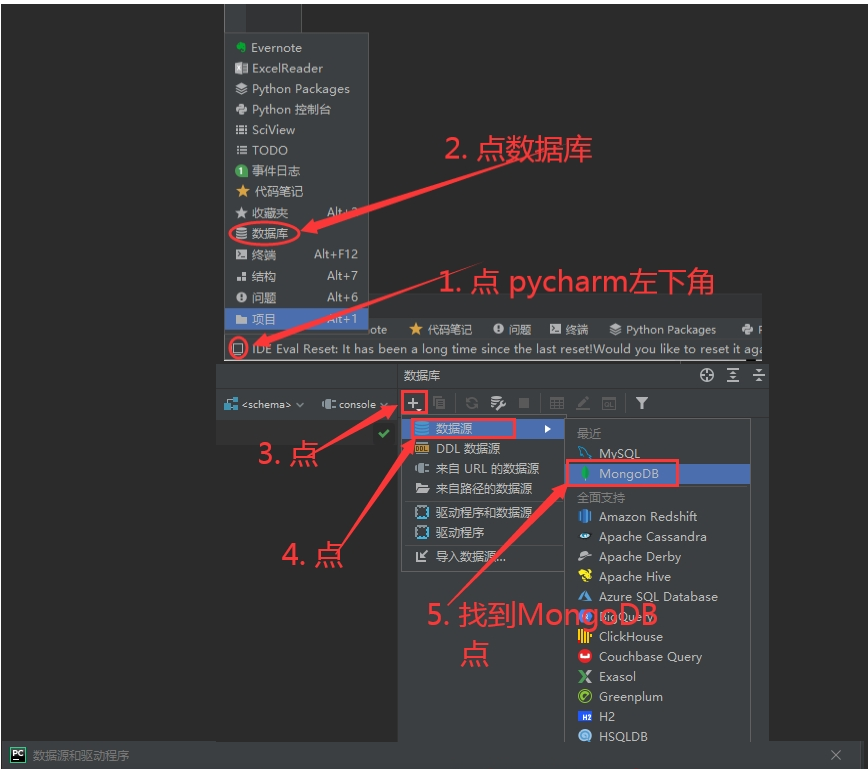 Evernote
ExcelReader
Python Packages
Python 控制台
SciView
TODO
事件日志
代码笔记
收藏夹 Alt+2
数据库
终端 Alt+F12
结构 Alt+7
问题 Alt+6
项目 Alt+1
2. 点数据库
1. 点 pycharm左下角
ote 代码笔记 问题 终端 Python Packages P
IDE Eval Reset: It has been a long time since the last reset!Would you like to reset it aga
数据库
<schema> console
3. 点
数据源
DDL 数据源
来自 URL 的数据源
来自路径的数据源
驱动程序和数据源
驱动程序
导入数据源...
4. 点
最近
MySQL
MongoDB
全面支持
Amazon Redshift
Apache Cassandra
Apache Derby
Apache Hive
Azure SQL Database
BigQuery
ClickHouse
Couchbase Query
Exasol
Greenplum
H2
HSQLDB
5. 找到MongoDB
点
PC 数据源和驱动程序